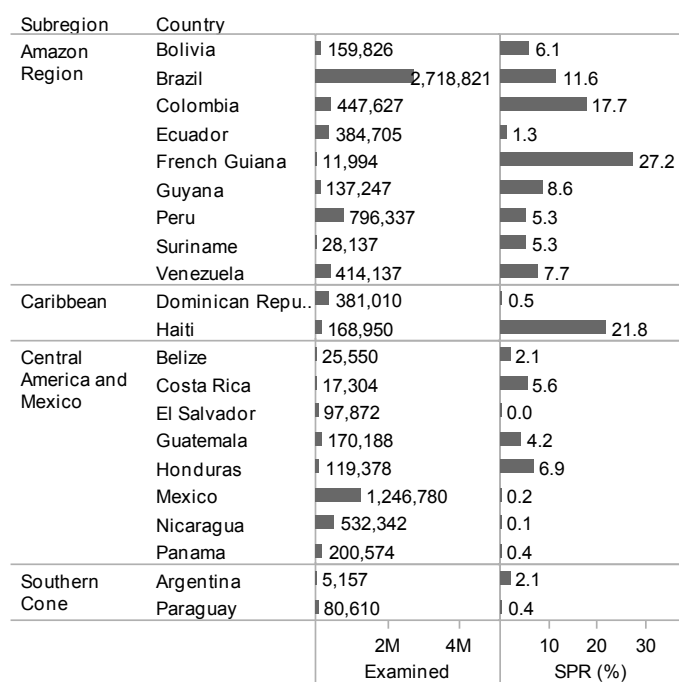 Subregion Country
Amazon Region Bolivia 159,826 6.1
Brazil 2,718,821 11.6
Colombia 447,627 17.7
Ecuador 384,705 1.3
French Guiana 11,994 27.2
Guyana 137,247 8.6
Peru 796,337 5.3
Suriname 28,137 5.3
Venezuela 414,137 7.7
Caribbean Dominican Repu.. 381,010 0.5
Haiti 168,950 21.8
Central America and Mexico Belize 25,550 2.1
Costa Rica 17,304 5.6
El Salvador 97,872 0.0
Guatemala 170,188 4.2
Honduras 119,378 6.9
Mexico 1,246,780 0.2
Nicaragua 532,342 0.1
Panama 200,574 0.4
Southern Cone Argentina 5,157 2.1
Paraguay 80,610 0.4
2M 4M 10 20 30
Examined SPR (%)